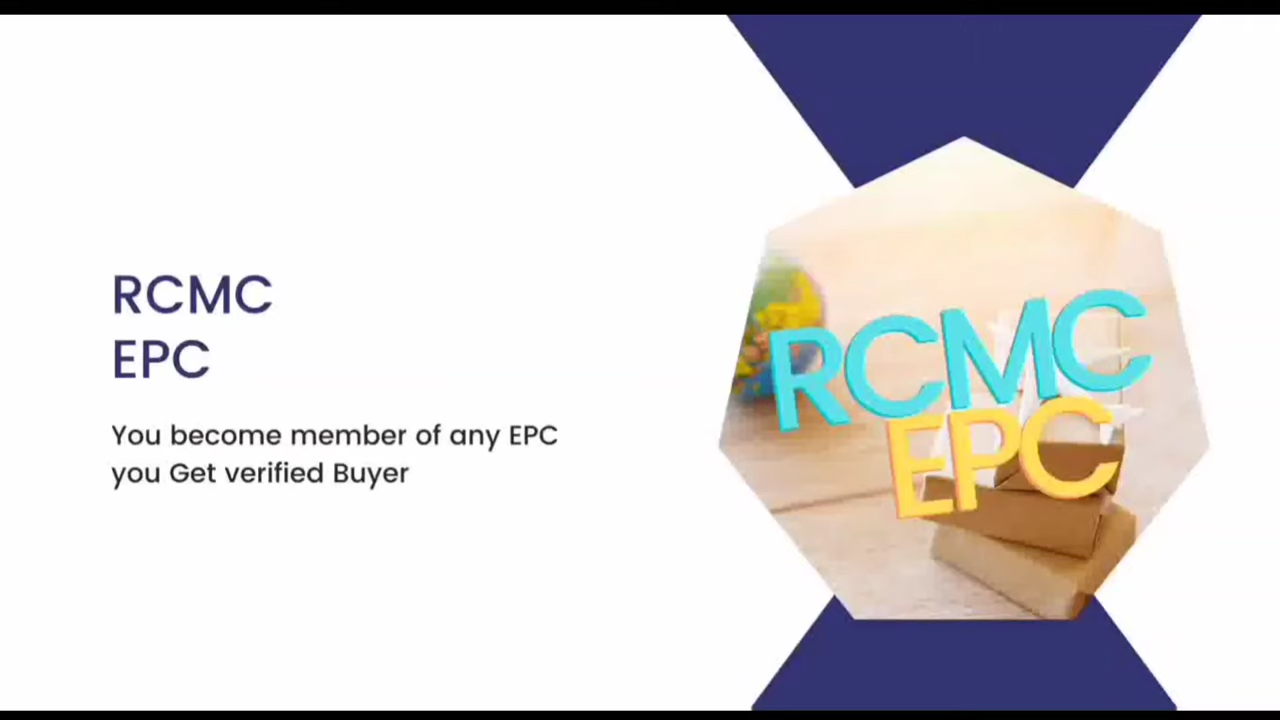 RCMC
EPC
You become member of any EPC
you Get verified Buyer
RCMC
EPC